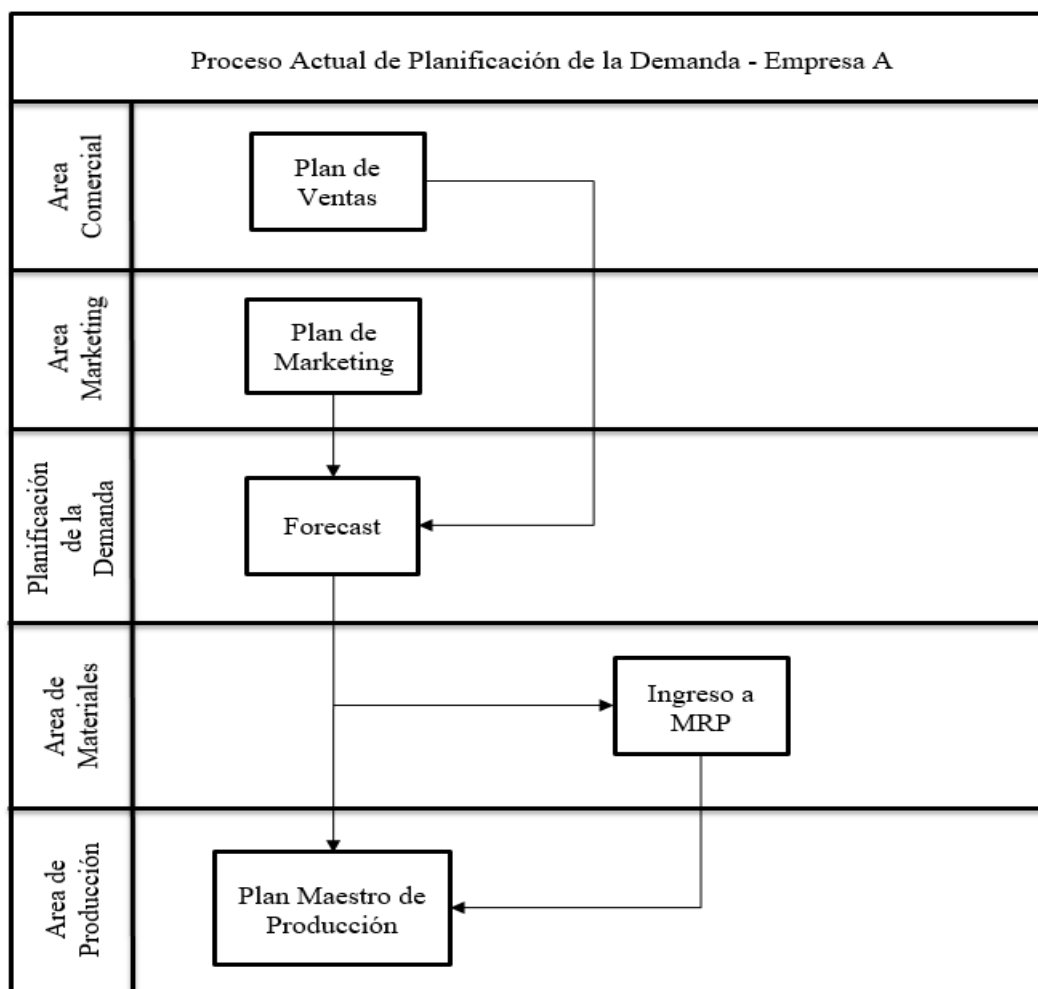 Proceso Actual de Planificación de la Demanda - Empresa A
Area
Comercial
Plan de
Ventas
Area
Marketing
Plan de
Marketing
Planificación
de la
Demanda
Forecast
Area de
Materiales
Ingreso a
MRP
Area de
Producción
Plan Maestro de
Producción